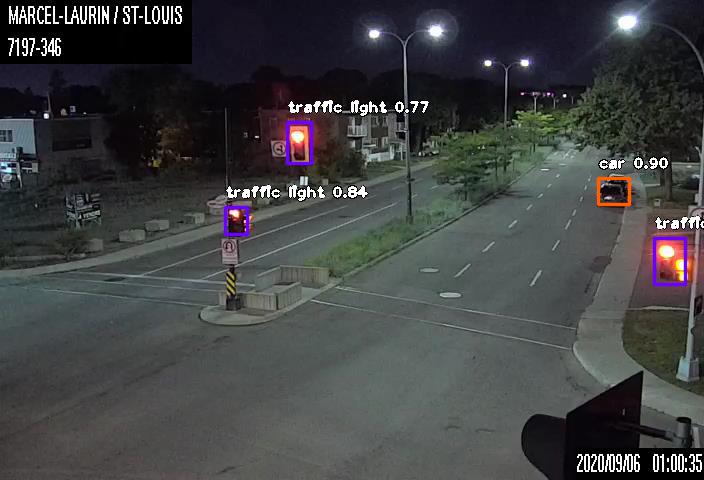 MARCEL-LAURIN / ST-LOUIS
7197-346
traffic light 0.77
car 0.90
traffic light 0.84
traffic
2020/09/06 01:00:35